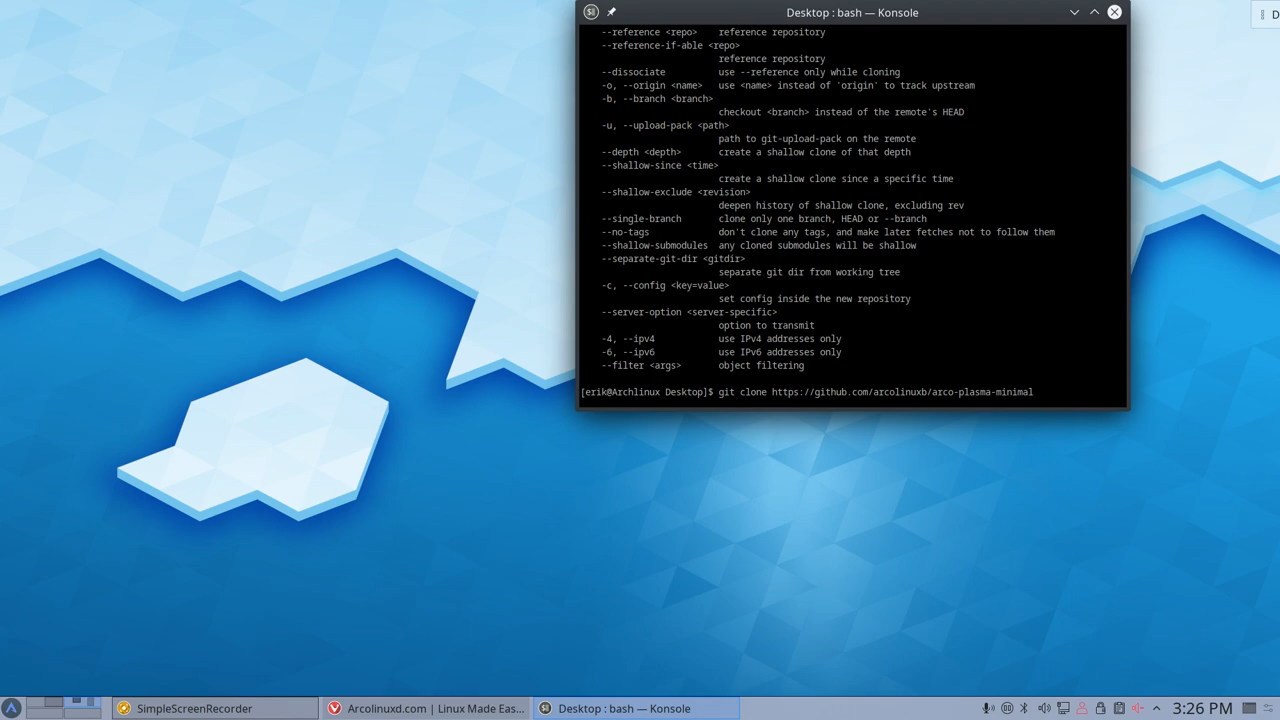 Desktop : bash — Konsole
D
--reference <repo>   reference repository
--reference-if-able <repo>
reference repository
--dissociate   use --reference only while cloning
-o, --origin <name>   use <name> instead of 'origin' to track upstream
-b, --branch <branch>
checkout <branch> instead of the remote's HEAD
-u, --upload-pack <path>
path to git-upload-pack on the remote
--depth <depth>   create a shallow clone of that depth
--shallow-since <time>
create a shallow clone since a specific time
--shallow-exclude <revision>
deepen history of shallow clone, excluding rev
--single-branch   clone only one branch, HEAD or --branch
--no-tags   don't clone any tags, and make later fetches not to follow them
--shallow-submodules   any cloned submodules will be shallow
--separate-git-dir <gitdir>
separate git dir from working tree
-c, --config <key=value>
set config inside the new repository
--server-option <server-specific>
option to transmit
-4, --ipv4   use IPv4 addresses only
-6, --ipv6   use IPv6 addresses only
--filter <args>   object filtering
[erik@Archlinux Desktop]$ git clone https://github.com/arcolinuxb/arco-plasma-minimal
SimpleScreenRecorder
Arcolinuxd.com | Linux Made Eas...
Desktop : bash — Konsole
3:26 PM